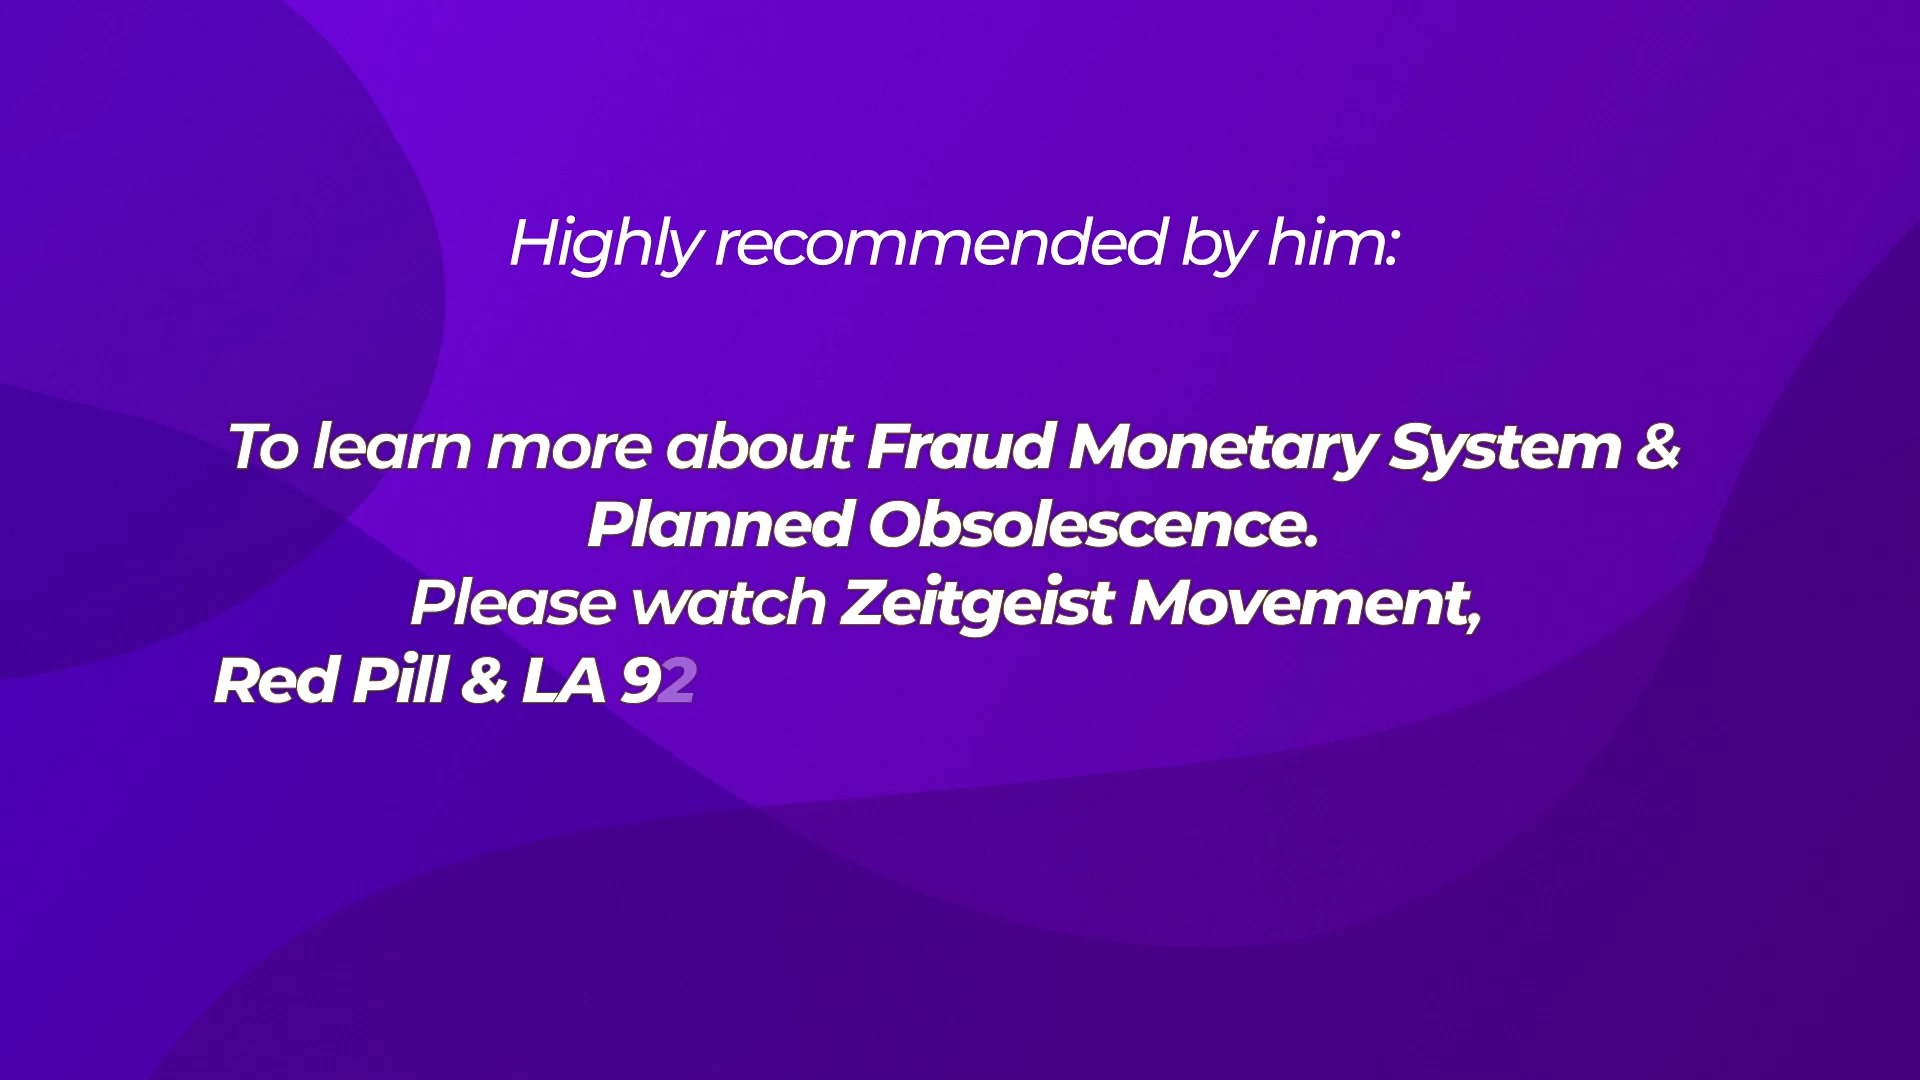 Highly recommended by him:
To learn more about Fraud Monetary System &
Planned Obsolescence.
Please watch Zeitgeist Movement,
Red Pill & LA 92